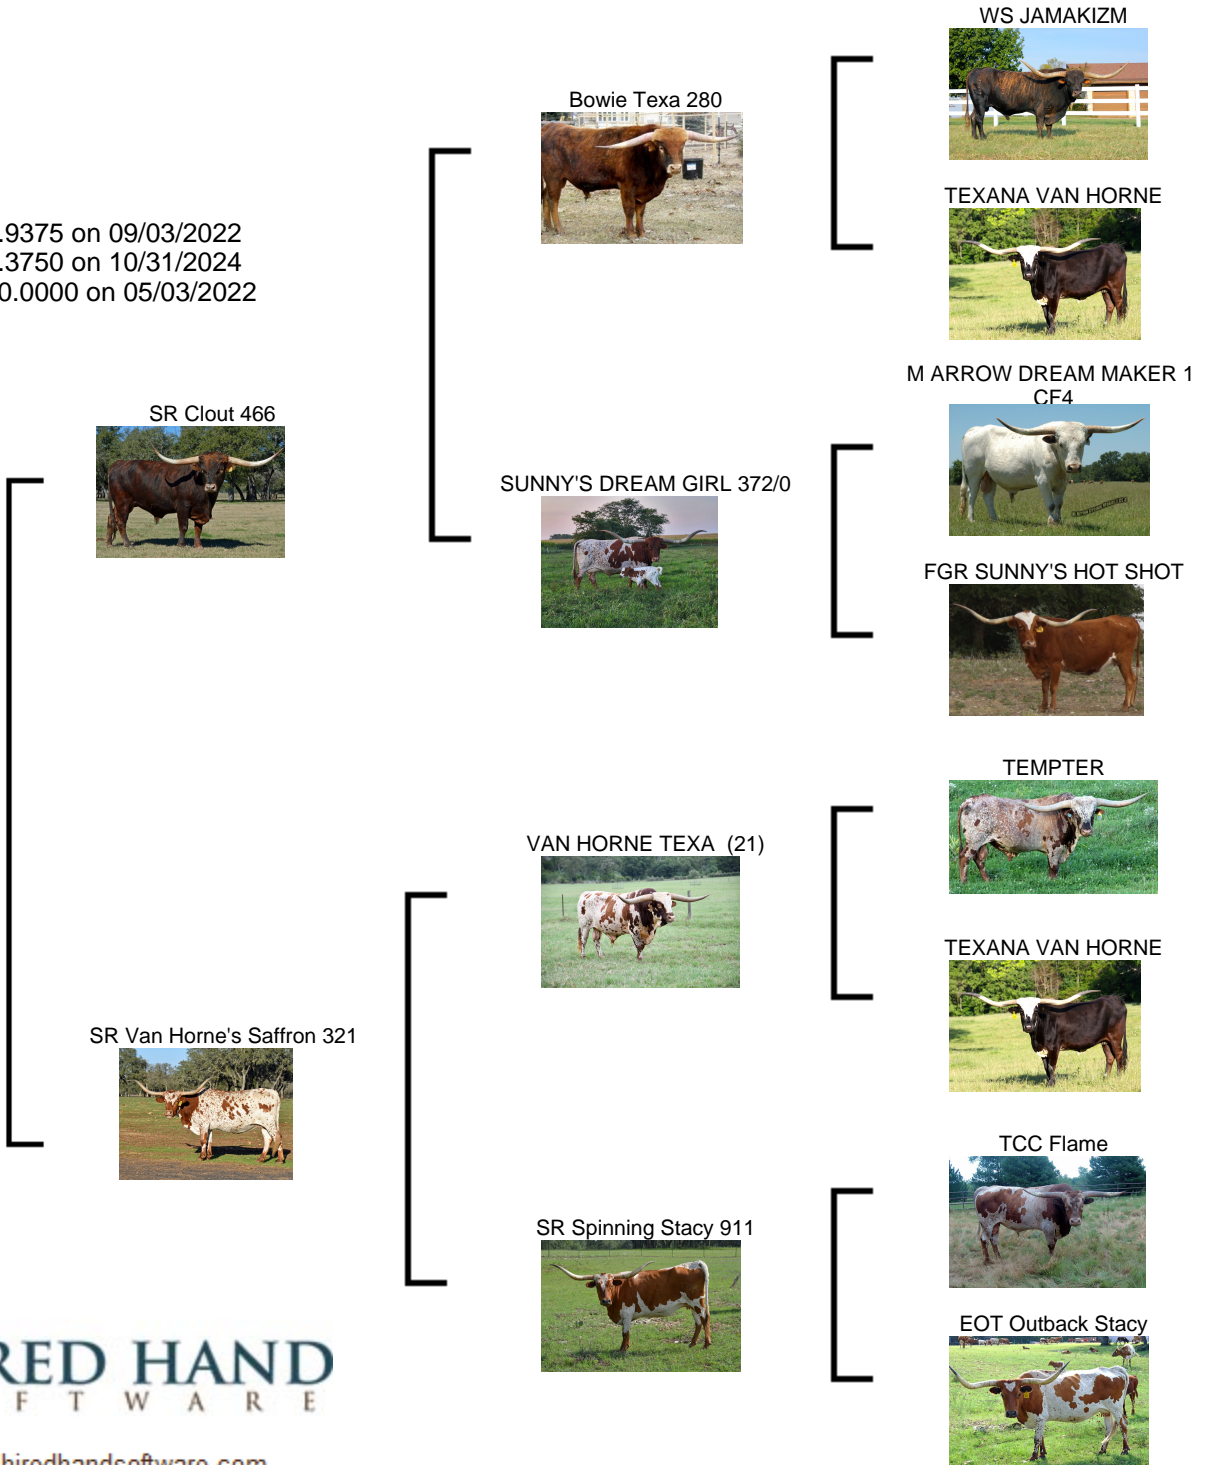 WS JAMAKIZM
Bowie Texa 280
TEXANA VAN HORNE
.9375 on 09/03/2022
.3750 on 10/31/2024
0.0000 on 05/03/2022
M ARROW DREAM MAKER 1
CF4
SR Clout 466
SUNNY'S DREAM GIRL 372/0
FGR SUNNY'S HOT SHOT
TEMPTER
VAN HORNE TEXA (21)
TEXANA VAN HORNE
SR Van Horne's Saffron 321
TCC Flame
SR Spinning Stacy 911
EOT Outback Stacy
RED HAND
F T W A R E
hiredhandsoftware.com